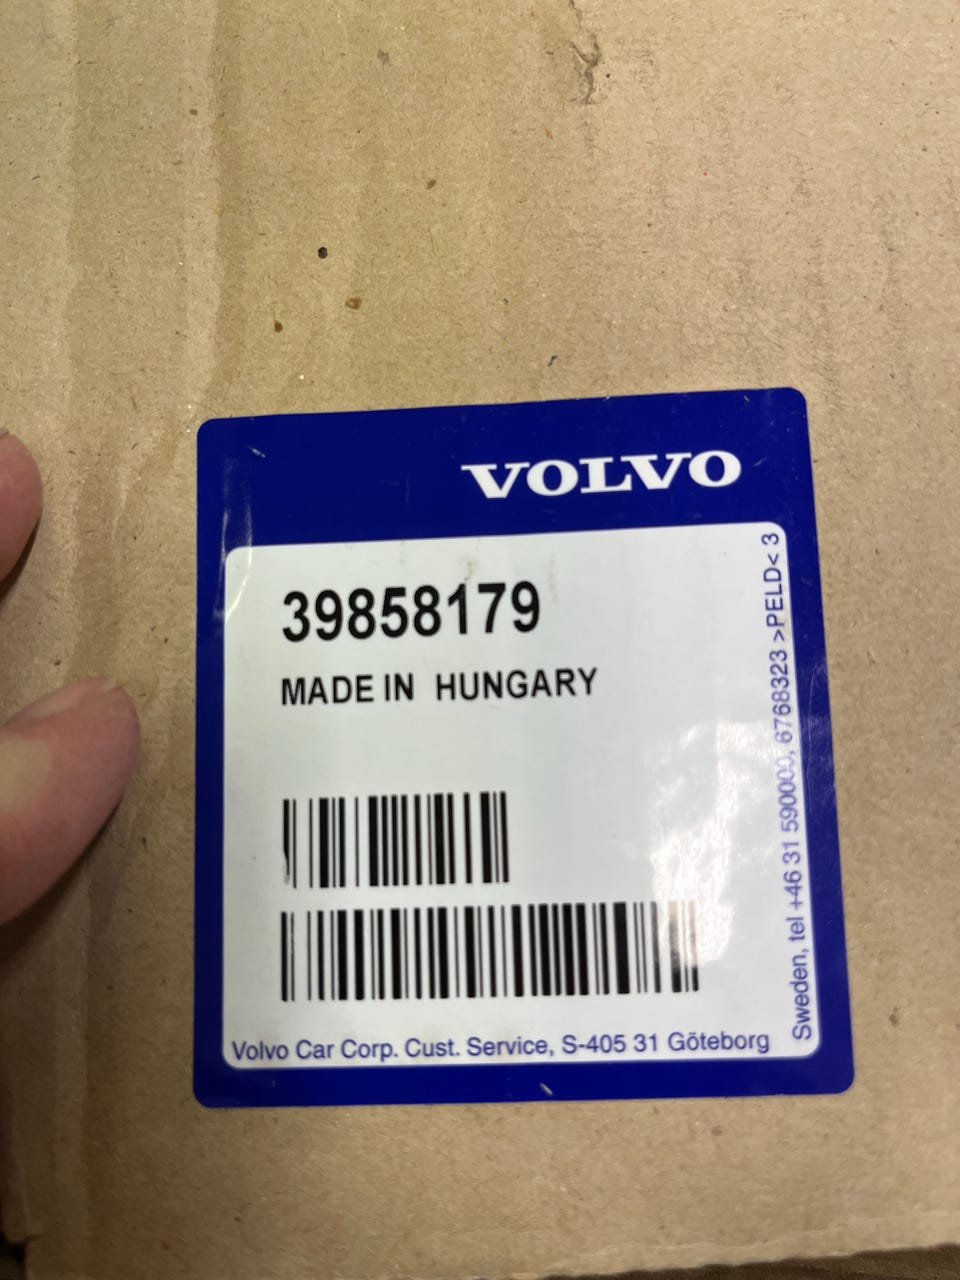 VOLVO
39858179
MADE IN HUNGARY
Volvo Car Corp. Cust. Service, S-405 31 Göteborg
Sweden, tel +46 31 590000, 6768323 >PELD< 3